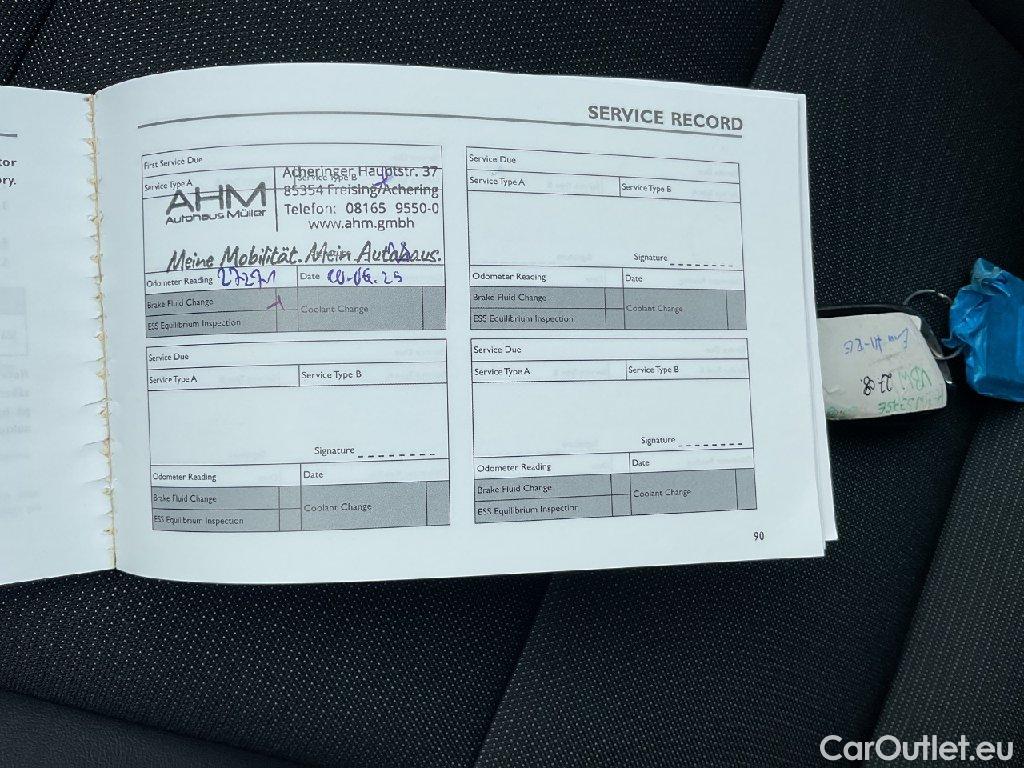 tor
ry.
SERVICE RECORD
First Service Due
Service Type A
Service Type B
AHM
Autohaus Müller
Acheringer Hauptstr. 37
85354 Freising/Achering
Telefon: 08165 9550-0
www.ahm.gmbh
Meine Mobilität. Mein Autohaus.
Odometer Reading 27271
Date
Brake Fluid Change
Coolant Change
ESS Equilibrium Inspection
Service Due
Service Type A
Service Type B
Signature
Odometer Reading
Date
Brake Fluid Change
Coolant Change
ESS Equilibrium Inspection
Service Due
Service Type A
Service Type B
Signature
Odometer Reading
Date
Brake Fluid Change
Coolant Change
ESS Equilibrium Inspection
Service Due
Service Type A
Service Type B
Signature
Odometer Reading
Date
Brake Fluid Change
Coolant Change
ESS Equilibrium Inspection
90
27.08.
CarOutlet.eu